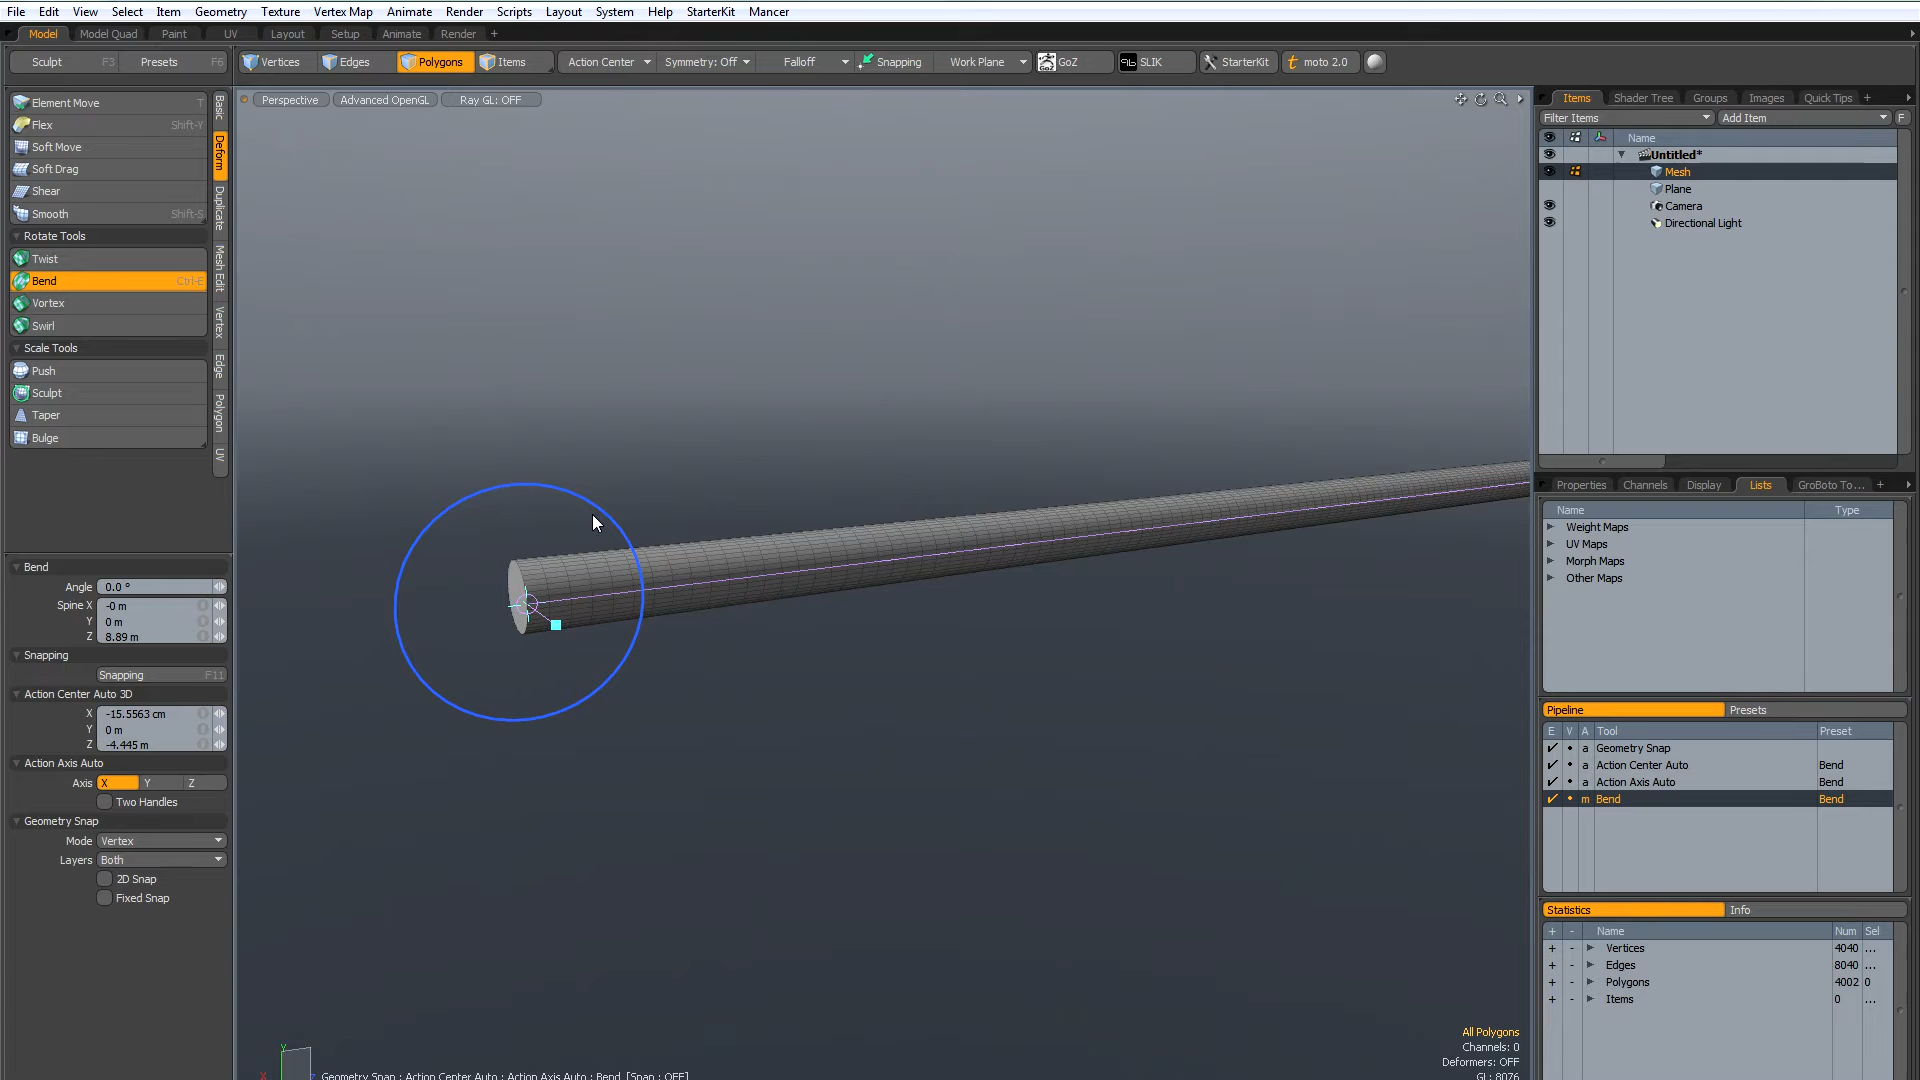 File Edit View Select Item Geometry Texture Vertex Map Animate Render Scripts Layout System Help StarterKit Mancer
Model Model Quad Paint UV Layout Setup Animate Render +
Sculpt F3 Presets F6 Vertices Edges Polygons Items Action Center Symmetry: Off Falloff Snapping Work Plane GoZ SLIK StarterKit moto 2.0
Perspective Advanced OpenGL Ray GL: OFF
Element Move T
Flex Shift-Y
Soft Move
Soft Drag
Shear
Smooth Shift-S
Rotate Tools
Twist
Bend Ctrl-E
Vortex
Swirl
Scale Tools
Push
Sculpt
Taper
Bulge
Basic
Deform
Duplicate
Mesh Edit
Vertex
Edge
Polygon
UV
Bend
Angle 0.0 °
Spine X -0 m
Y 0 m
Z 8.89 m
Snapping
Snapping F11
Action Center Auto 3D
X -15.5563 cm
Y 0 m
Z -4.445 m
Action Axis Auto
Axis X Y Z
Two Handles
Geometry Snap
Mode Vertex
Layers Both
2D Snap
Fixed Snap
All Polygons
Channels: 0
Deformers: OFF
GL: 8076
Y
X
Geometry Snap : Action Center Auto : Action Axis Auto : Bend [Snap : OFF]
Items Shader Tree Groups Images Quick Tips +
Filter Items Add Item F
Name
Untitled*
Mesh
Plane
Camera
Directional Light
Properties Channels Display Lists GroBoto To... +
Name Type
Weight Maps
UV Maps
Morph Maps
Other Maps
Pipeline Presets
E V A Tool Preset
a Geometry Snap
a Action Center Auto Bend
a Action Axis Auto Bend
m Bend Bend
Statistics Info
+ - Name Num Sel
+ - Vertices 4040 ...
+ - Edges 8040 ...
+ - Polygons 4002 0
+ - Items 0 ...